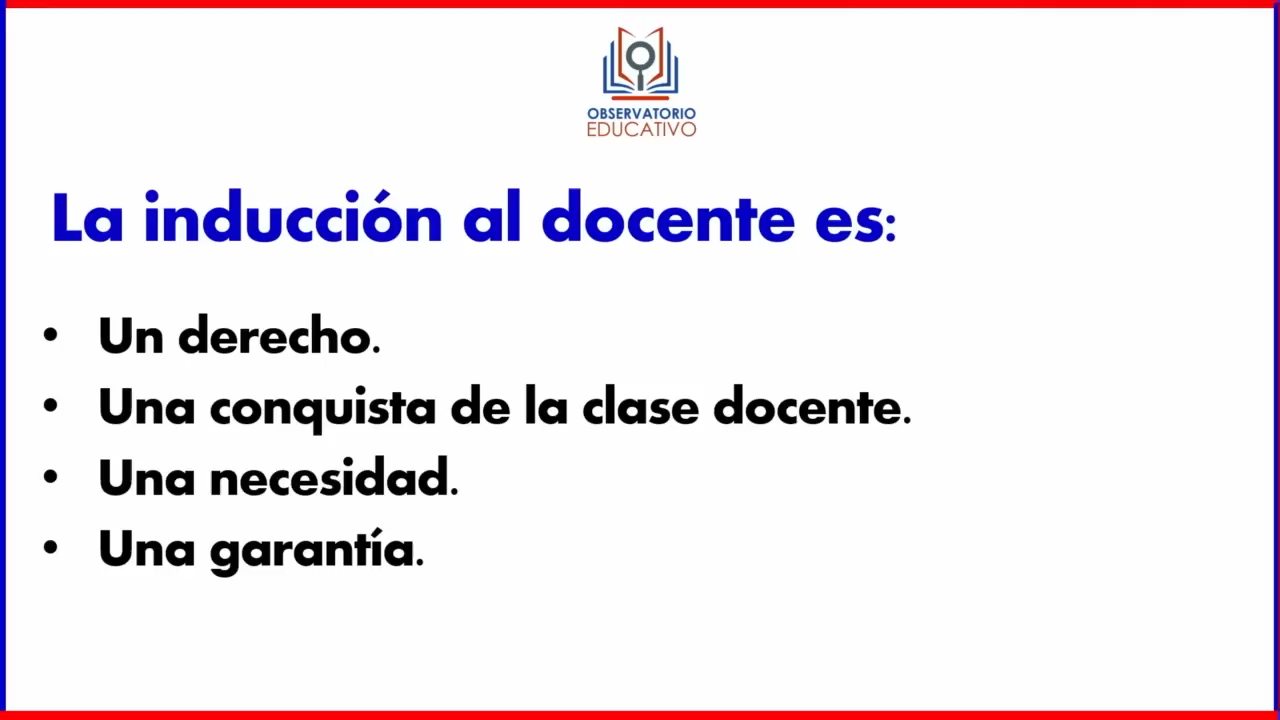 OBSERVATORIO
EDUCATIVO
La inducción al docente es:
• Un derecho.
• Una conquista de la clase docente.
• Una necesidad.
• Una garantía.